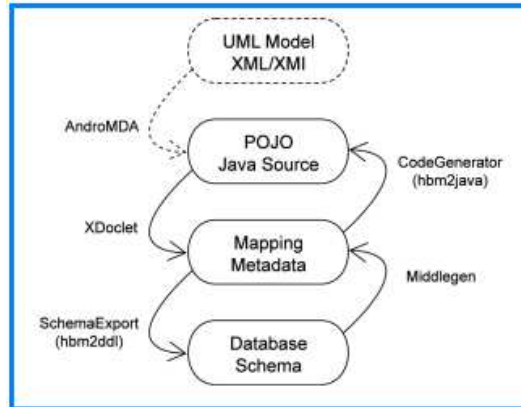 UML Model
XML/XMI
AndroMDA
POJO
Java Source
CodeGenerator
(hbm2java)
XDoclet
Mapping
Metadata
Middlegen
SchemaExport
(hbm2ddl)
Database
Schema